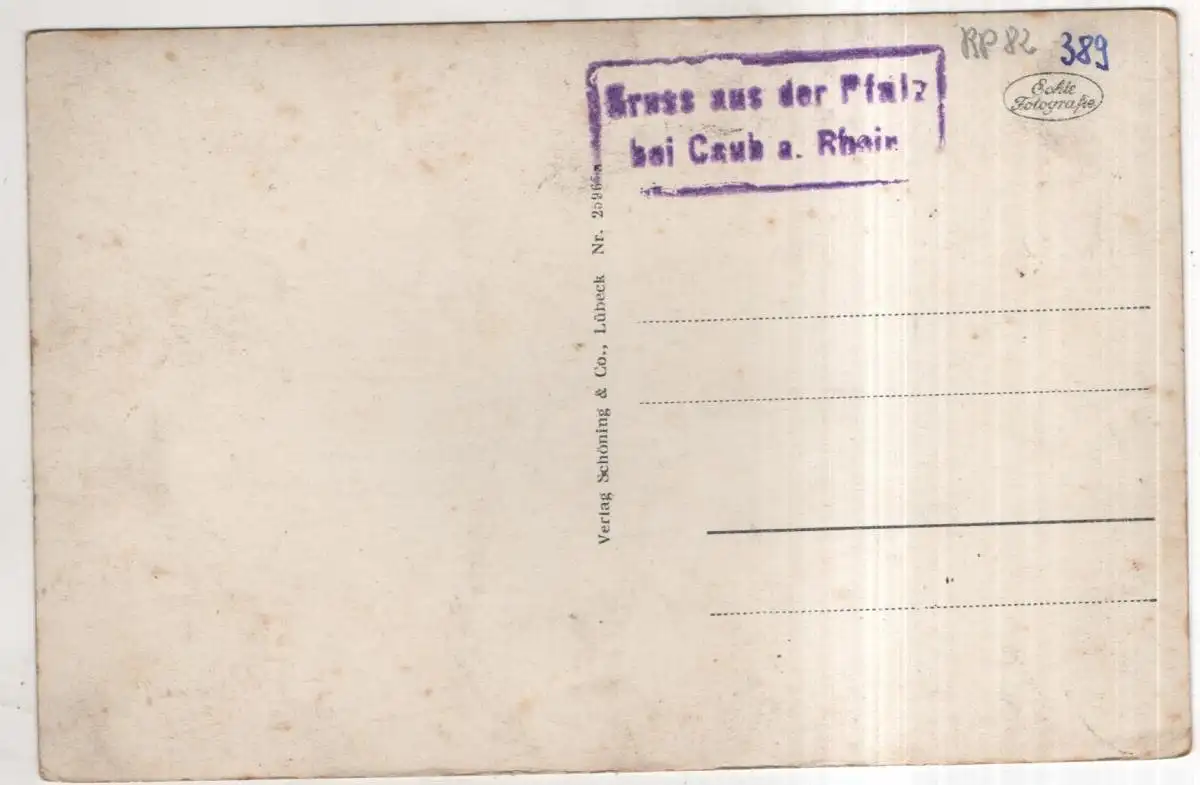 RP 82 389
Echte
Fotografie
Gruss aus der Pfalz
bei Caub a. Rhein
Verlag Schöning & Co., Lübeck Nr.